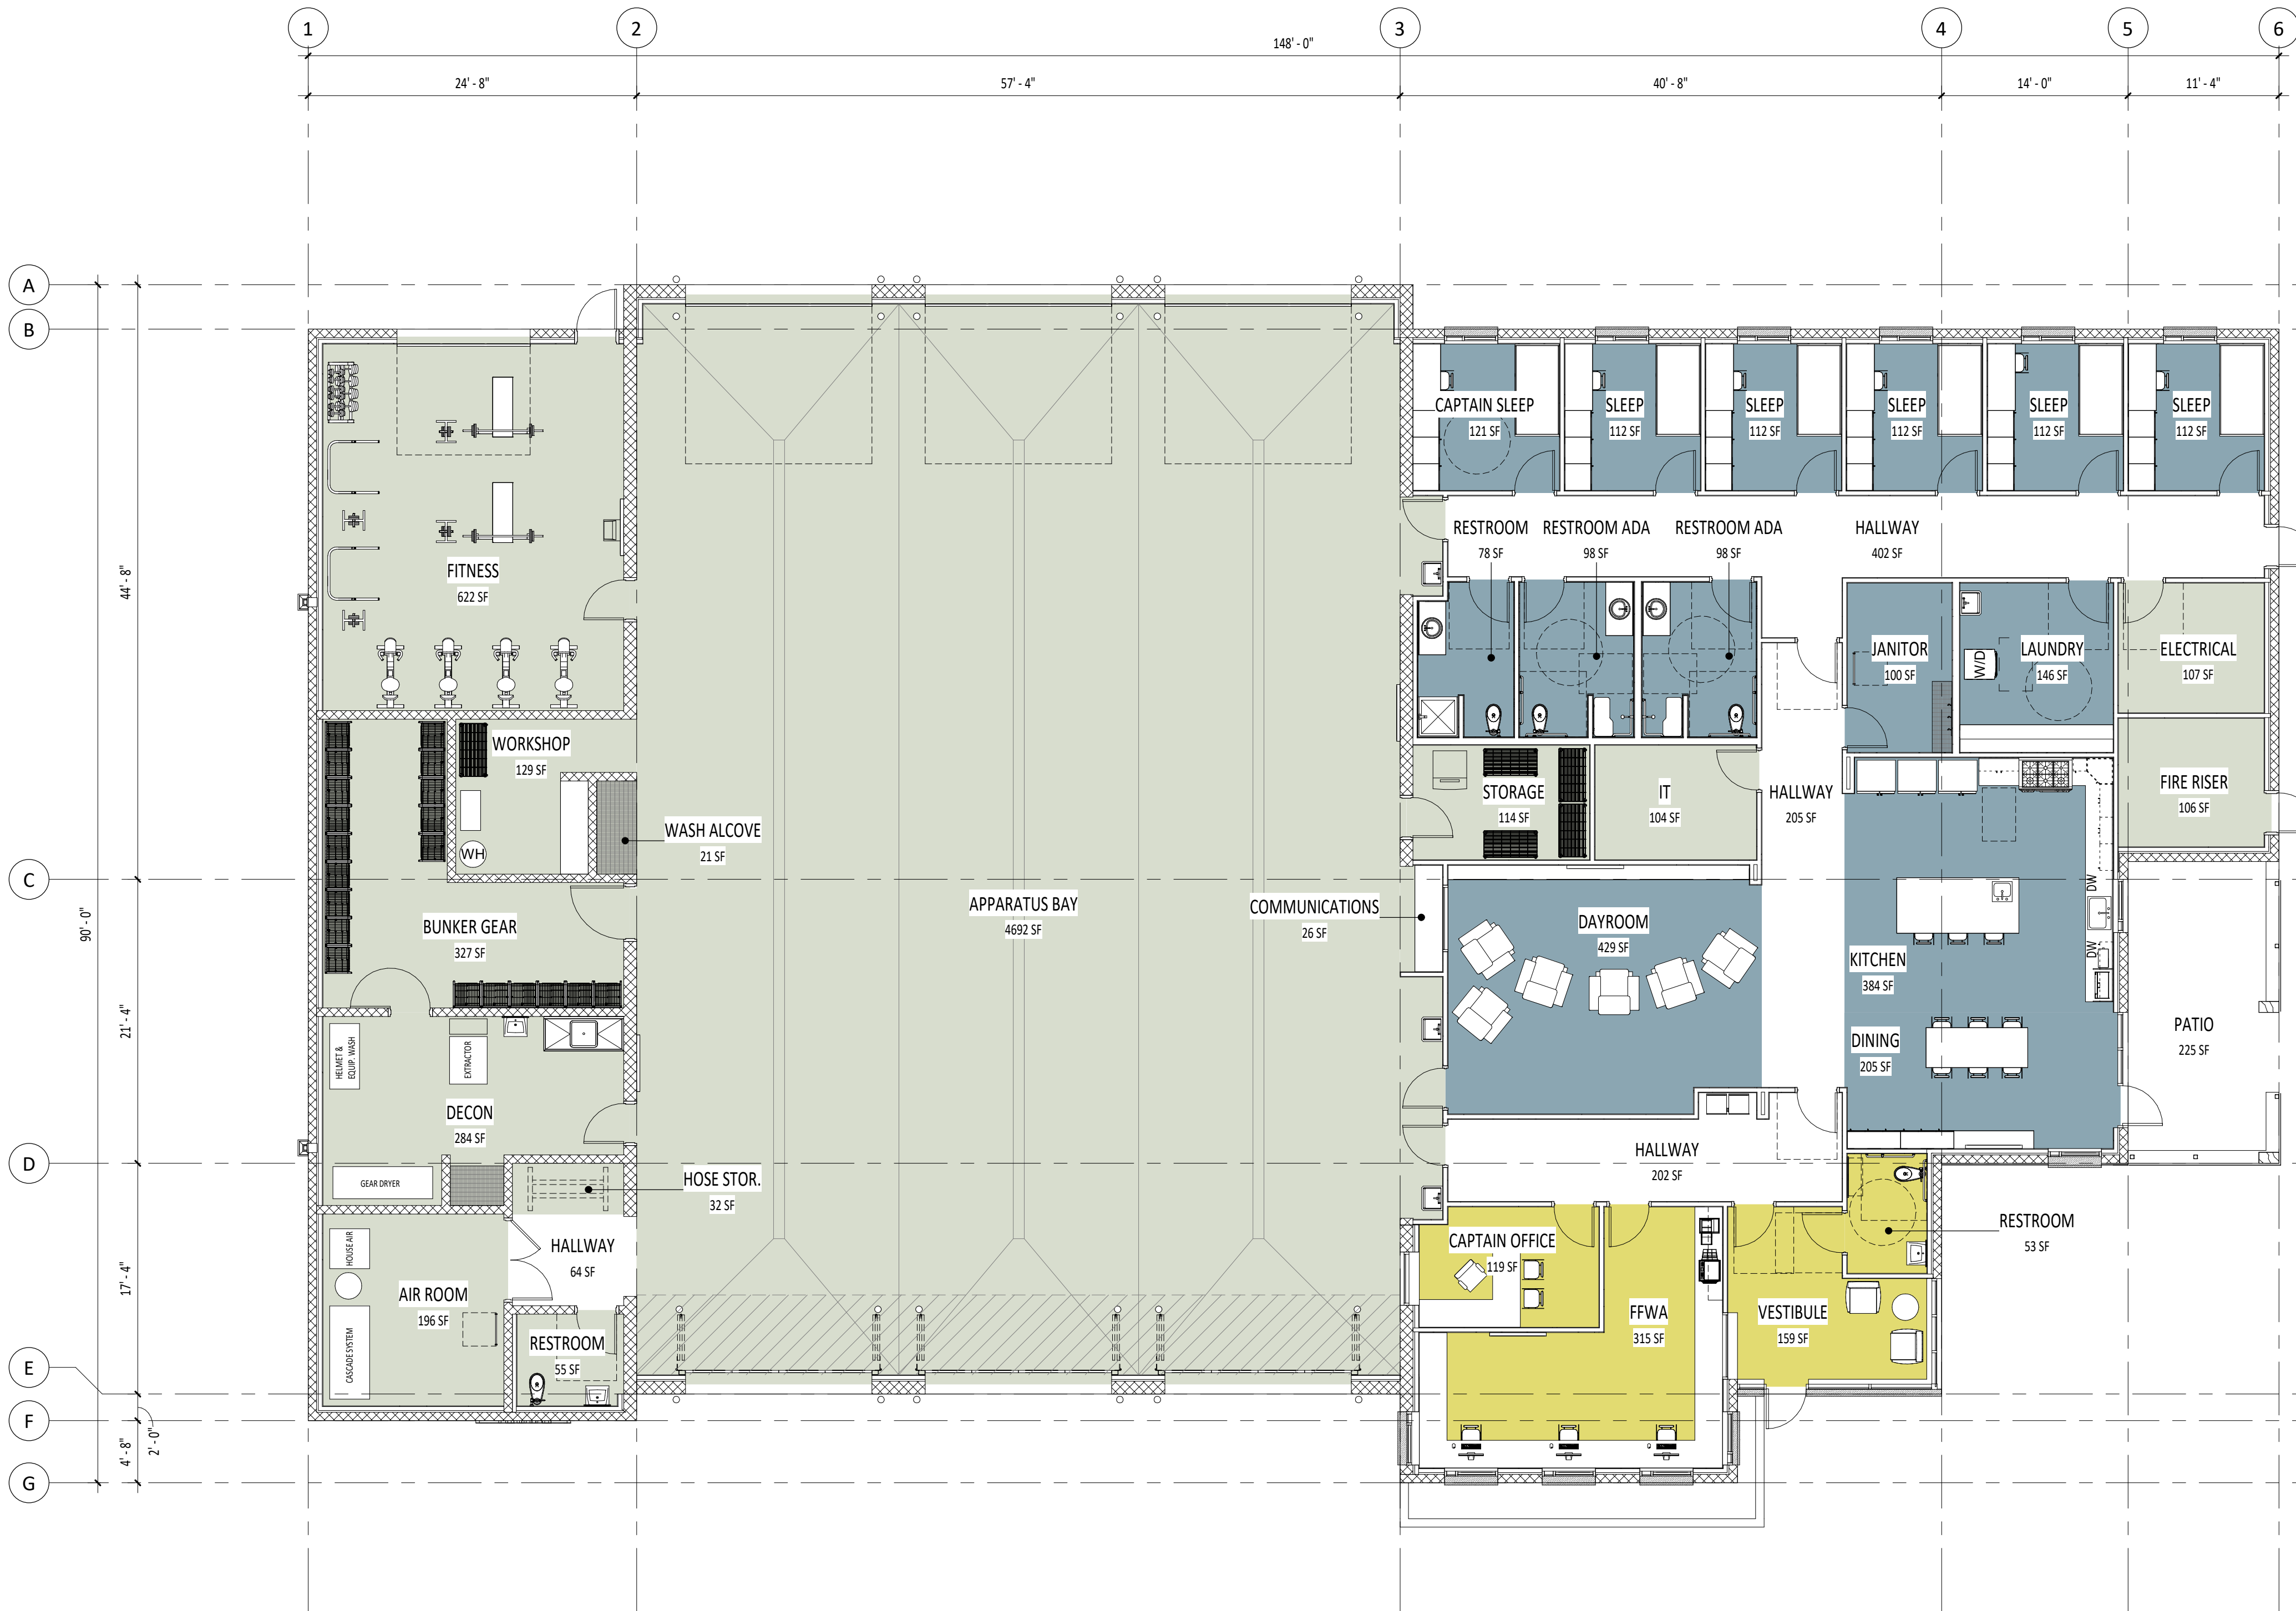 1
2
3
4
5
6
148' - 0"
24' - 8"
57' - 4"
40' - 8"
14' - 0"
11' - 4"
A
B
C
D
E
F
G
90' - 0"
44' - 8"
21' - 4"
17' - 4"
4' - 8"
2' - 0"
FITNESS
622 SF
WORKSHOP
129 SF
WH
WASH ALCOVE
21 SF
BUNKER GEAR
327 SF
HELMET &
EQUIP. WASH
EXTRACTOR
DECON
284 SF
GEAR DRYER
HOSE STOR.
32 SF
HALLWAY
64 SF
HOUSE AIR
AIR ROOM
196 SF
CASCADE SYSTEM
RESTROOM
55 SF
APPARATUS BAY
4692 SF
COMMUNICATIONS
26 SF
CAPTAIN SLEEP
121 SF
SLEEP
112 SF
SLEEP
112 SF
SLEEP
112 SF
SLEEP
112 SF
SLEEP
112 SF
RESTROOM
78 SF
RESTROOM ADA
98 SF
RESTROOM ADA
98 SF
HALLWAY
402 SF
JANITOR
100 SF
W/D
LAUNDRY
146 SF
ELECTRICAL
107 SF
STORAGE
114 SF
IT
104 SF
HALLWAY
205 SF
FIRE RISER
106 SF
DAYROOM
429 SF
KITCHEN
384 SF
DW
DW
DINING
205 SF
PATIO
225 SF
HALLWAY
202 SF
CAPTAIN OFFICE
119 SF
FFWA
315 SF
VESTIBULE
159 SF
RESTROOM
53 SF